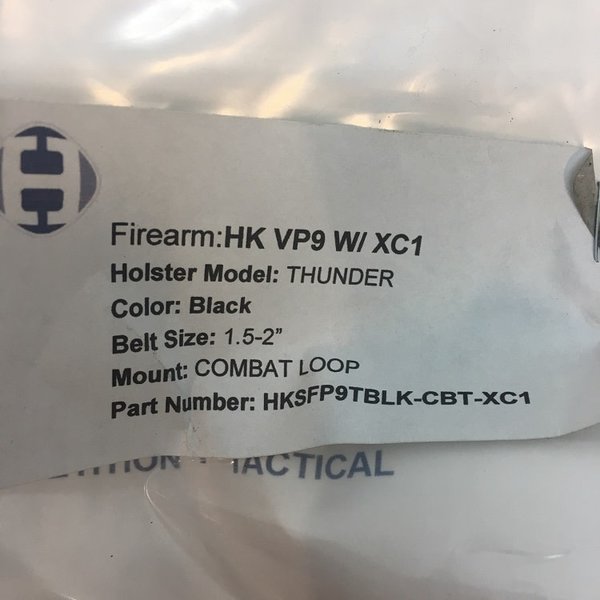 Firearm:HK VP9 W/ XC1
Holster Model: THUNDER
Color: Black
Belt Size: 1.5-2”
Mount: COMBAT LOOP
Part Number: HKSFP9TBLK-CBT-XC1
TACTICAL